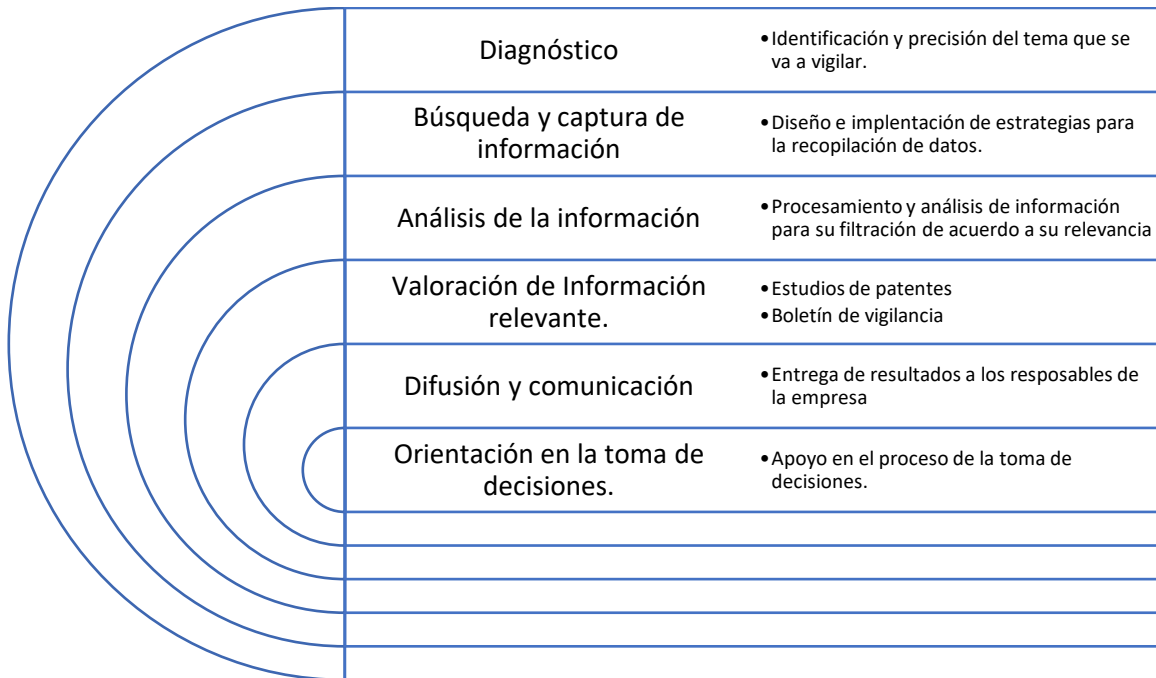 Diagnóstico
•Identificación y precisión del tema que se
va a vigilar.
Búsqueda y captura de
información
•Diseño e implentación de estrategias para
la recopilación de datos.
Análisis de la información
•Procesamiento y análisis de información
para su filtración de acuerdo a su relevancia
Valoración de Información
relevante.
•Estudios de patentes
•Boletín de vigilancia
Difusión y comunicación
•Entrega de resultados a los resposables de
la empresa
Orientación en la toma de
decisiones.
•Apoyo en el proceso de la toma de
decisiones.